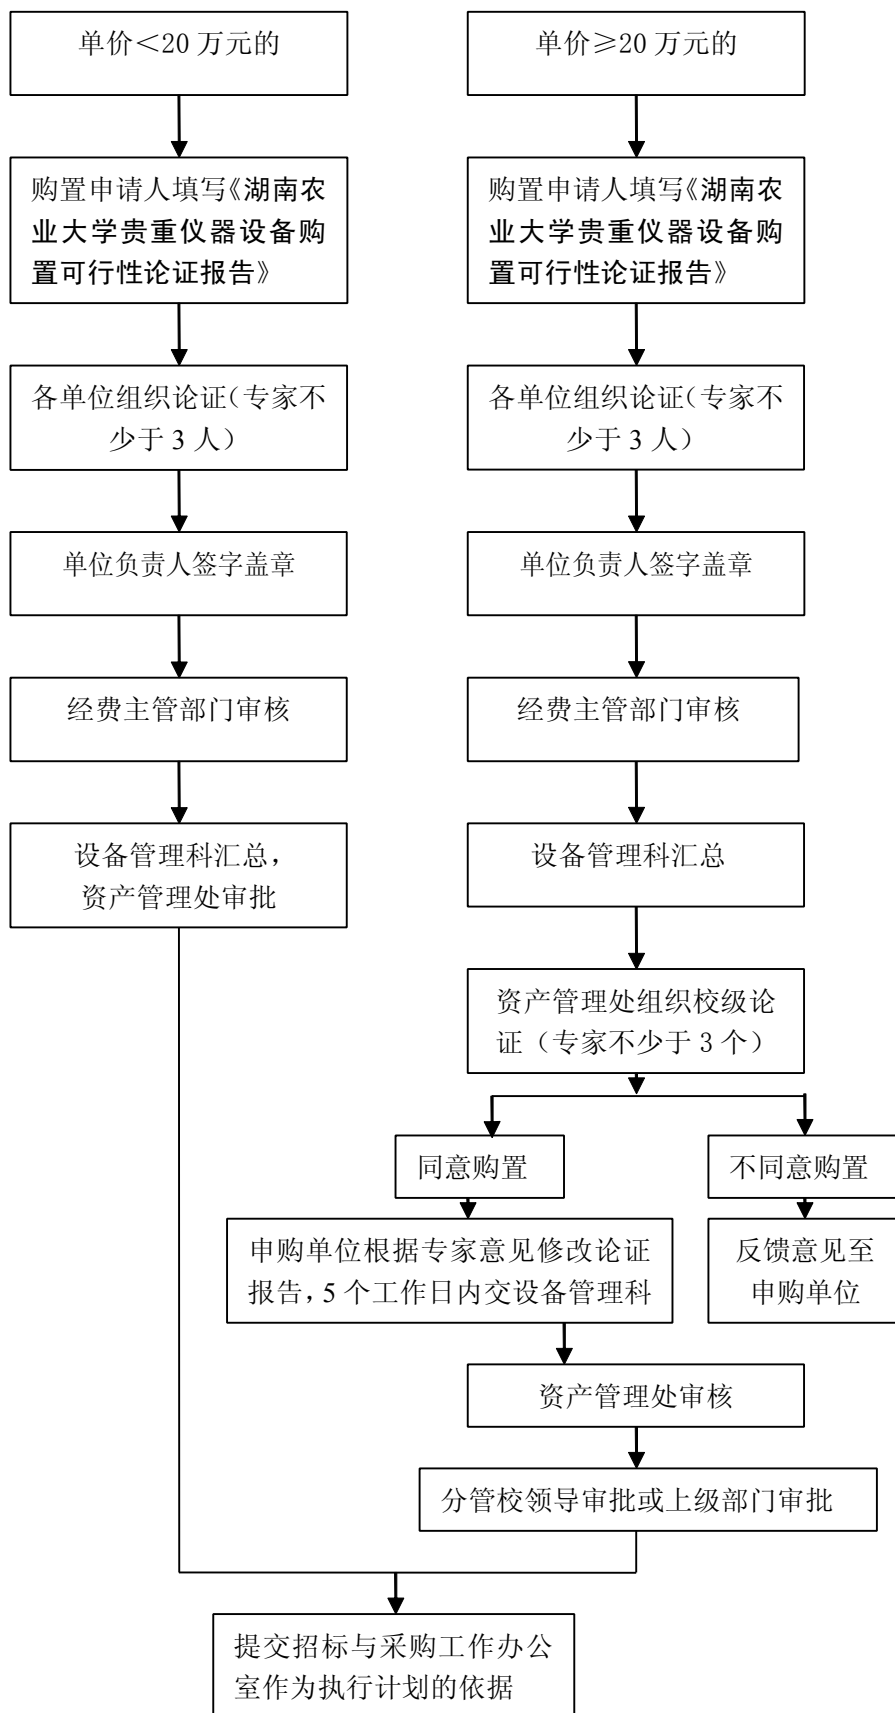 单价＜20 万元的
购置申请人填写《湖南农
业大学贵重仪器设备购
置可行性论证报告》
各单位组织论证（专家不
少于 3 人）
单位负责人签字盖章
经费主管部门审核
设备管理科汇总，
资产管理处审批
单价≥20 万元的
购置申请人填写《湖南农
业大学贵重仪器设备购
置可行性论证报告》
各单位组织论证（专家不
少于 3 人）
单位负责人签字盖章
经费主管部门审核
设备管理科汇总
资产管理处组织校级论
证（专家不少于 3 个）
同意购置
不同意购置
申购单位根据专家意见修改论证
报告，5 个工作日内交设备管理科
反馈意见至
申购单位
资产管理处审核
分管校领导审批或上级部门审批
提交招标与采购工作办公
室作为执行计划的依据